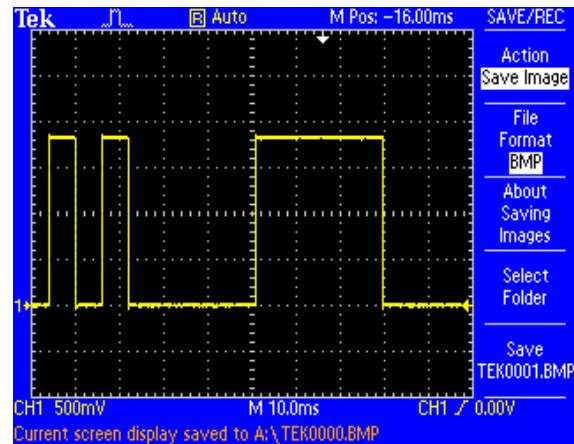 Tek R Auto M Pos: -16.00ms SAVE/REC
Action
Save Image
File
Format
BMP
About
Saving
Images
Select
Folder
Save
TEK0001.BMP
1
CH1 500mV M 10.0ms CH1 0.00V
Current screen display saved to A:\TEK0000.BMP